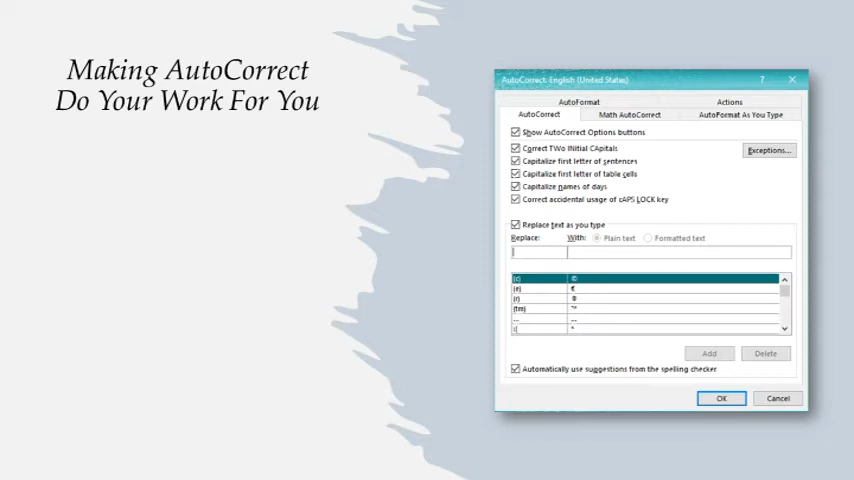 Making AutoCorrect
Do Your Work For You
AutoCorrect: English (United States) ? ×
AutoFormat Actions
AutoCorrect Math AutoCorrect AutoFormat As You Type
Show AutoCorrect Options buttons
Correct TWo INitial CApitals
Exceptions...
Capitalize first letter of sentences
Capitalize first letter of table cells
Capitalize names of days
Correct accidental usage of cAPS LOCK key
Replace text as you type
Replace: With: Plain text Formatted text
(c) ©
(e) €
(r) ®
(tm) ™
... …
:(
Add Delete
Automatically use suggestions from the spelling checker
OK Cancel